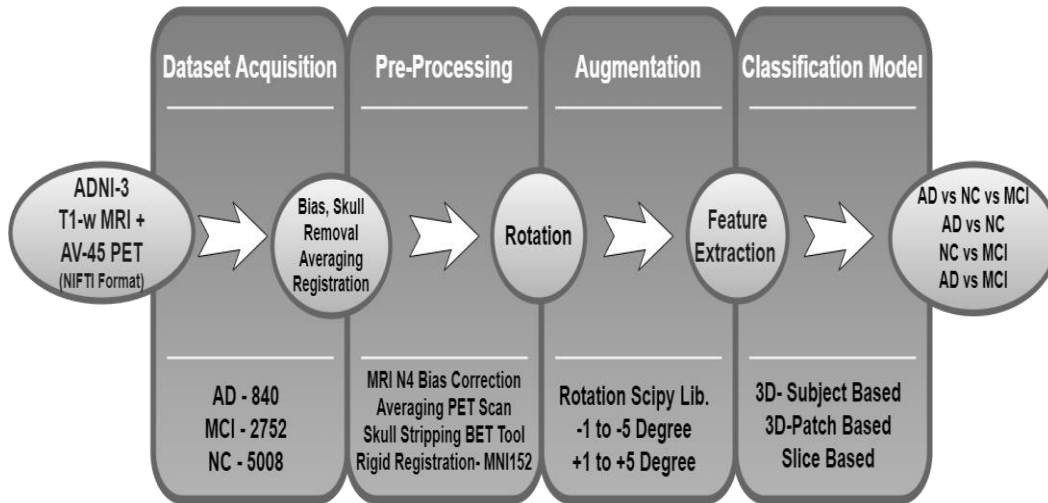 Dataset Acquisition
Pre-Processing
Augmentation
Classification Model
ADNI-3
T1-w MRI +
AV-45 PET
(NIFTI Format)
Bias, Skull
Removal
Averaging
Registration
Rotation
Feature
Extraction
AD vs NC vs MCI
AD vs NC
NC vs MCI
AD vs MCI
AD - 840
MCI - 2752
NC - 5008
MRI N4 Bias Correction
Averaging PET Scan
Skull Stripping BET Tool
Rigid Registration- MNI152
Rotation Scipy Lib.
-1 to -5 Degree
+1 to +5 Degree
3D- Subject Based
3D-Patch Based
Slice Based